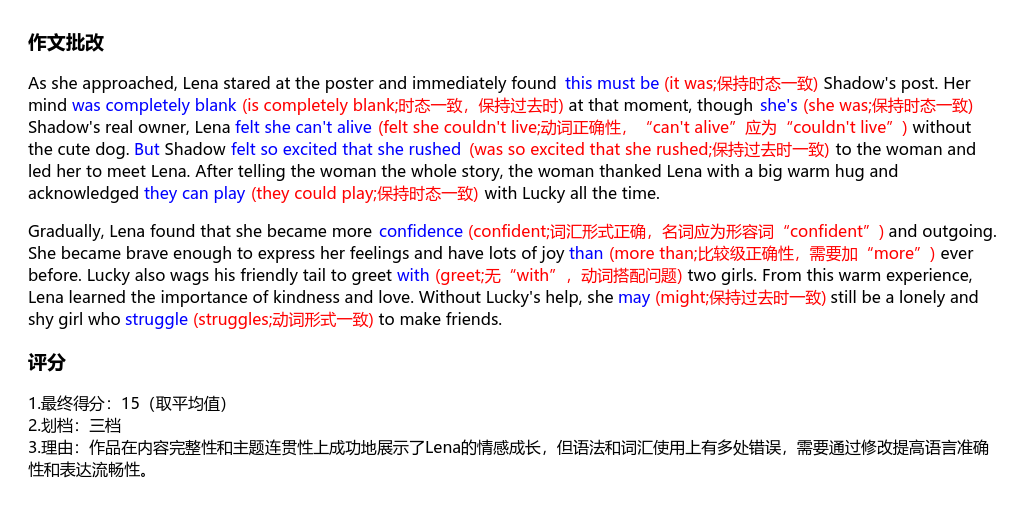 作文批改
As she approached, Lena stared at the poster and immediately found this must be (it was;保持时态一致) Shadow's post. Her
mind was completely blank (is completely blank;时态一致，保持过去时) at that moment, though she's (she was;保持时态一致)
Shadow's real owner, Lena felt she can't alive (felt she couldn't live;动词正确性，“can't alive”应为“couldn't live”) without
the cute dog. But Shadow felt so excited that she rushed (was so excited that she rushed;保持过去时一致) to the woman and
led her to meet Lena. After telling the woman the whole story, the woman thanked Lena with a big warm hug and
acknowledged they can play (they could play;保持时态一致) with Lucky all the time.
Gradually, Lena found that she became more confidence (confident;词汇形式正确，名词应为形容词“confident”) and outgoing.
She became brave enough to express her feelings and have lots of joy than (more than;比较级正确性，需要加“more”) ever
before. Lucky also wags his friendly tail to greet with (greet;无“with”，动词搭配问题) two girls. From this warm experience,
Lena learned the importance of kindness and love. Without Lucky's help, she may (might;保持过去时一致) still be a lonely and
shy girl who struggle (struggles;动词形式一致) to make friends.
评分
1.最终得分：15（取平均值）
2.划档：三档
3.理由：作品在内容完整性和主题连贯性上成功地展示了Lena的情感成长，但语法和词汇使用上有多处错误，需要通过修改提高语言准确
性和表达流畅性。